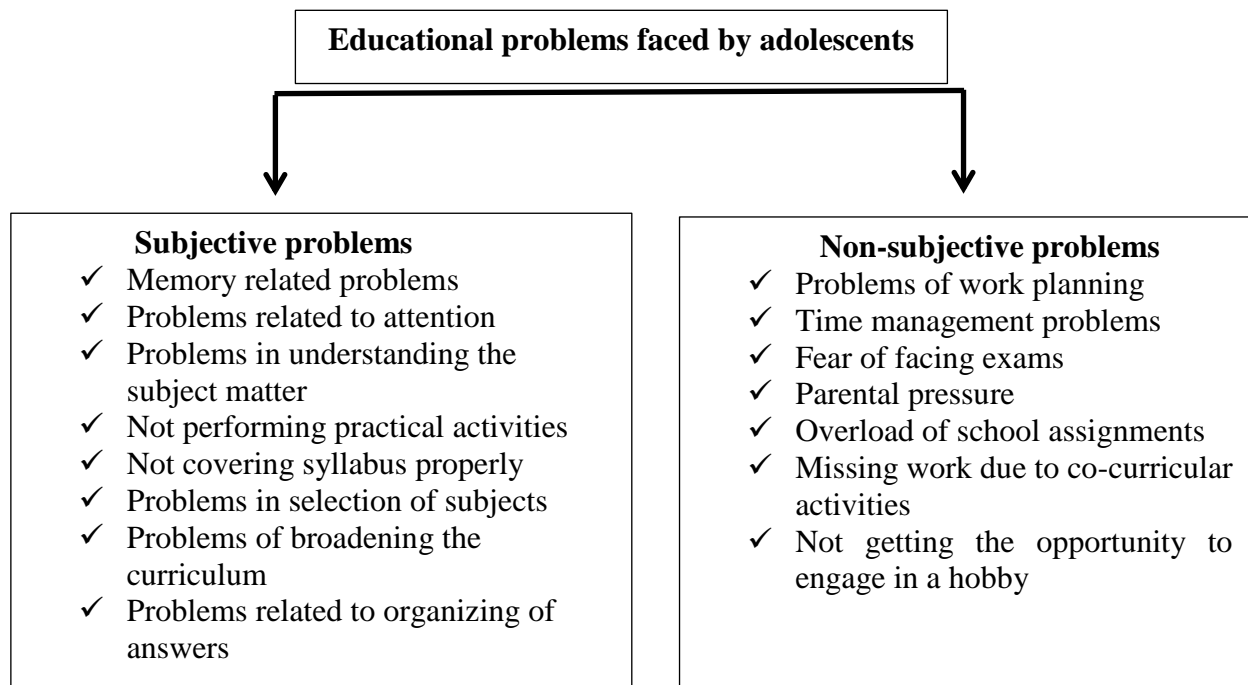 Educational problems faced by adolescents
Subjective problems
✓ Memory related problems
✓ Problems related to attention
✓ Problems in understanding the
subject matter
✓ Not performing practical activities
✓ Not covering syllabus properly
✓ Problems in selection of subjects
✓ Problems of broadening the
curriculum
✓ Problems related to organizing of
answers
Non-subjective problems
✓ Problems of work planning
✓ Time management problems
✓ Fear of facing exams
✓ Parental pressure
✓ Overload of school assignments
✓ Missing work due to co-curricular
activities
✓ Not getting the opportunity to
engage in a hobby